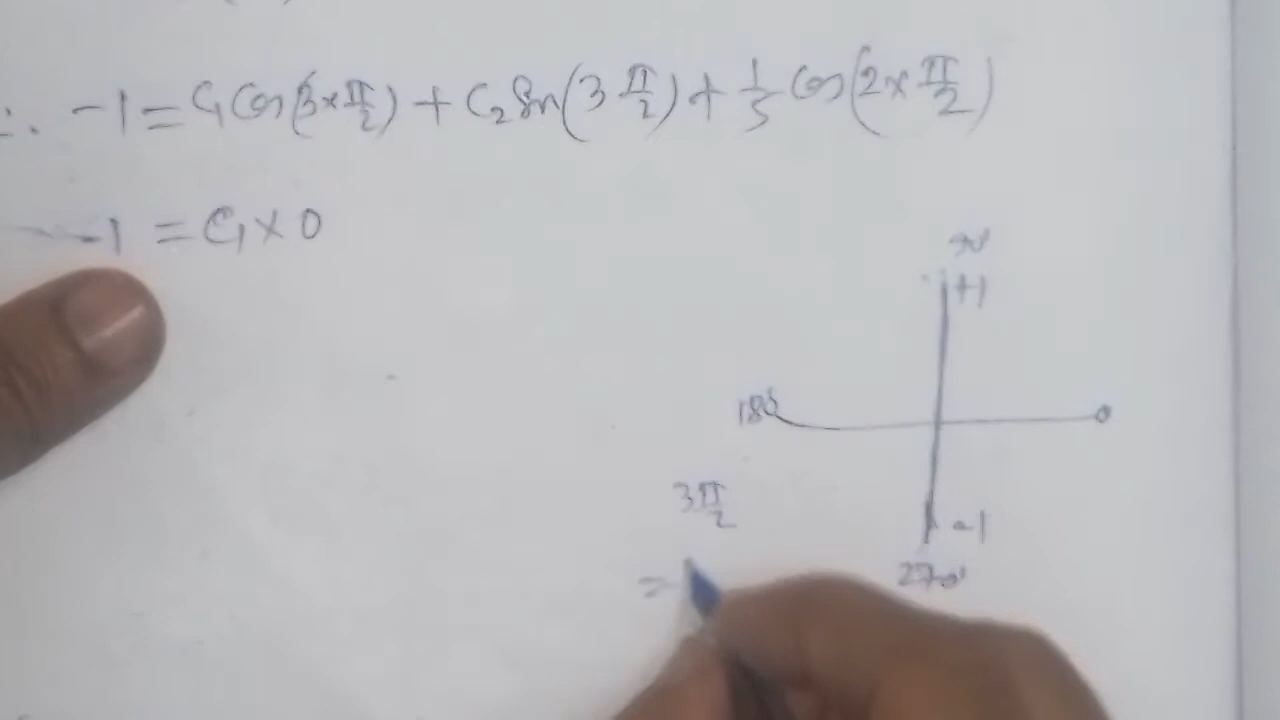 ∴ -1 = C₁ Cos(3×π/2) + C₂ Sin(3 π/2) + 1/5 Cos(2×π/2)
-1 = C₁ × 0
90°
+1
180 0
3π/2
-1
=
270°